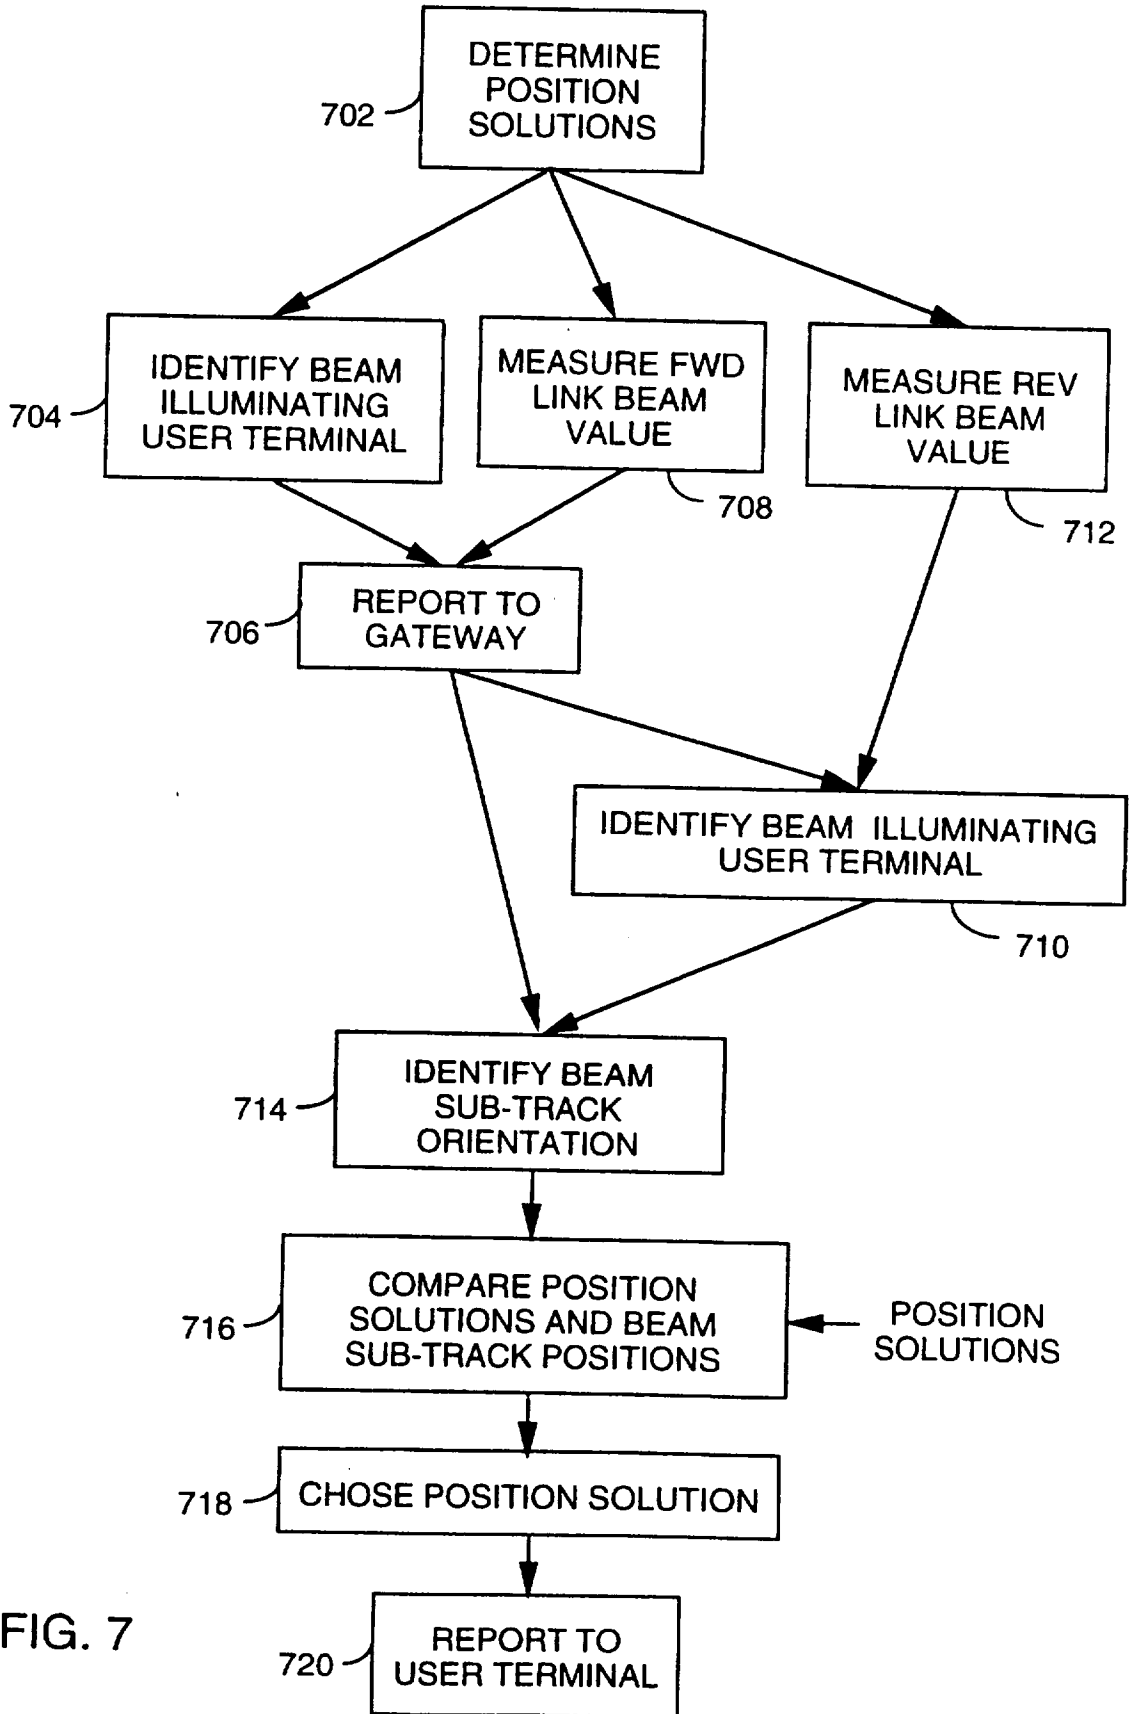 DETERMINE
POSITION
SOLUTIONS
702
IDENTIFY BEAM
ILLUMINATING
USER TERMINAL
704
MEASURE FWD
LINK BEAM
VALUE
708
MEASURE REV
LINK BEAM
VALUE
712
REPORT TO
GATEWAY
706
IDENTIFY BEAM ILLUMINATING
USER TERMINAL
710
IDENTIFY BEAM
SUB-TRACK
ORIENTATION
714
COMPARE POSITION
SOLUTIONS AND BEAM
SUB-TRACK POSITIONS
716
POSITION
SOLUTIONS
CHOSE POSITION SOLUTION
718
REPORT TO
USER TERMINAL
720
FIG. 7